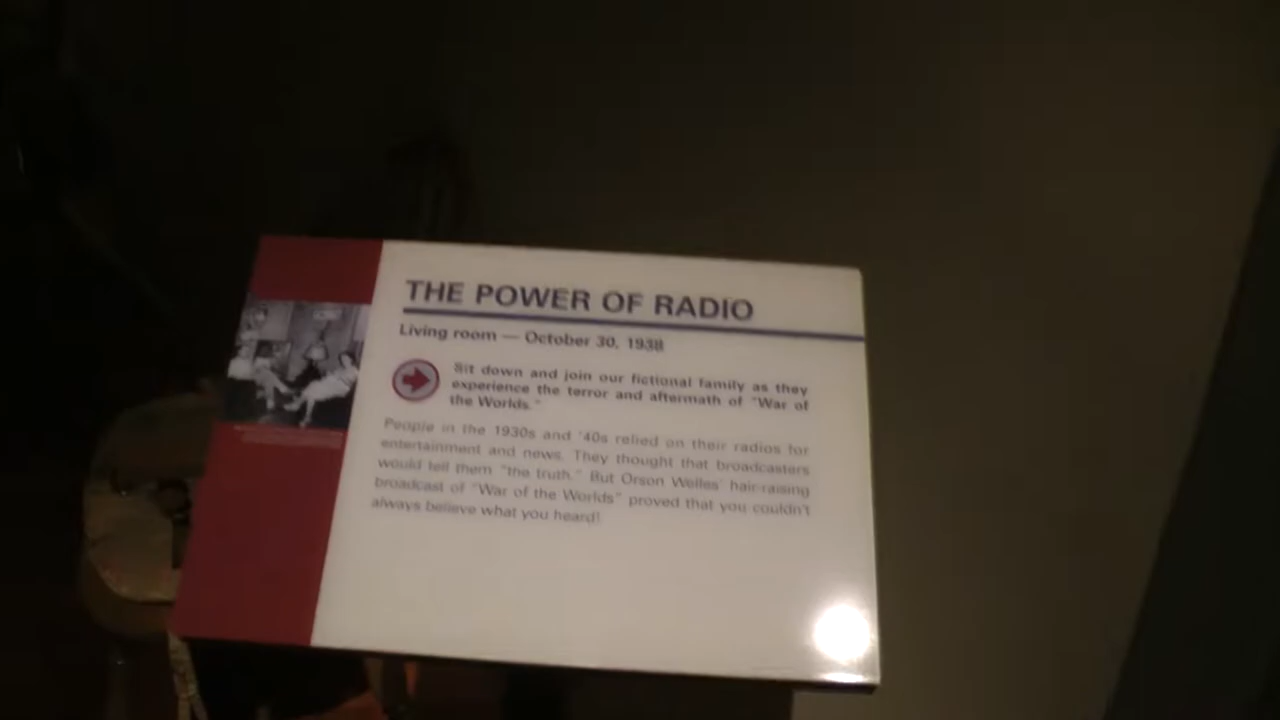 THE POWER OF RADIO
Living room — October 30, 1938
Sit down and join our fictional family as they
experience the terror and aftermath of "War of
the Worlds."
People in the 1930s and '40s relied on their radios for
entertainment and news. They thought that broadcasters
would tell them "the truth." But Orson Welles' hair-raising
broadcast of "War of the Worlds" proved that you couldn't
always believe what you heard!